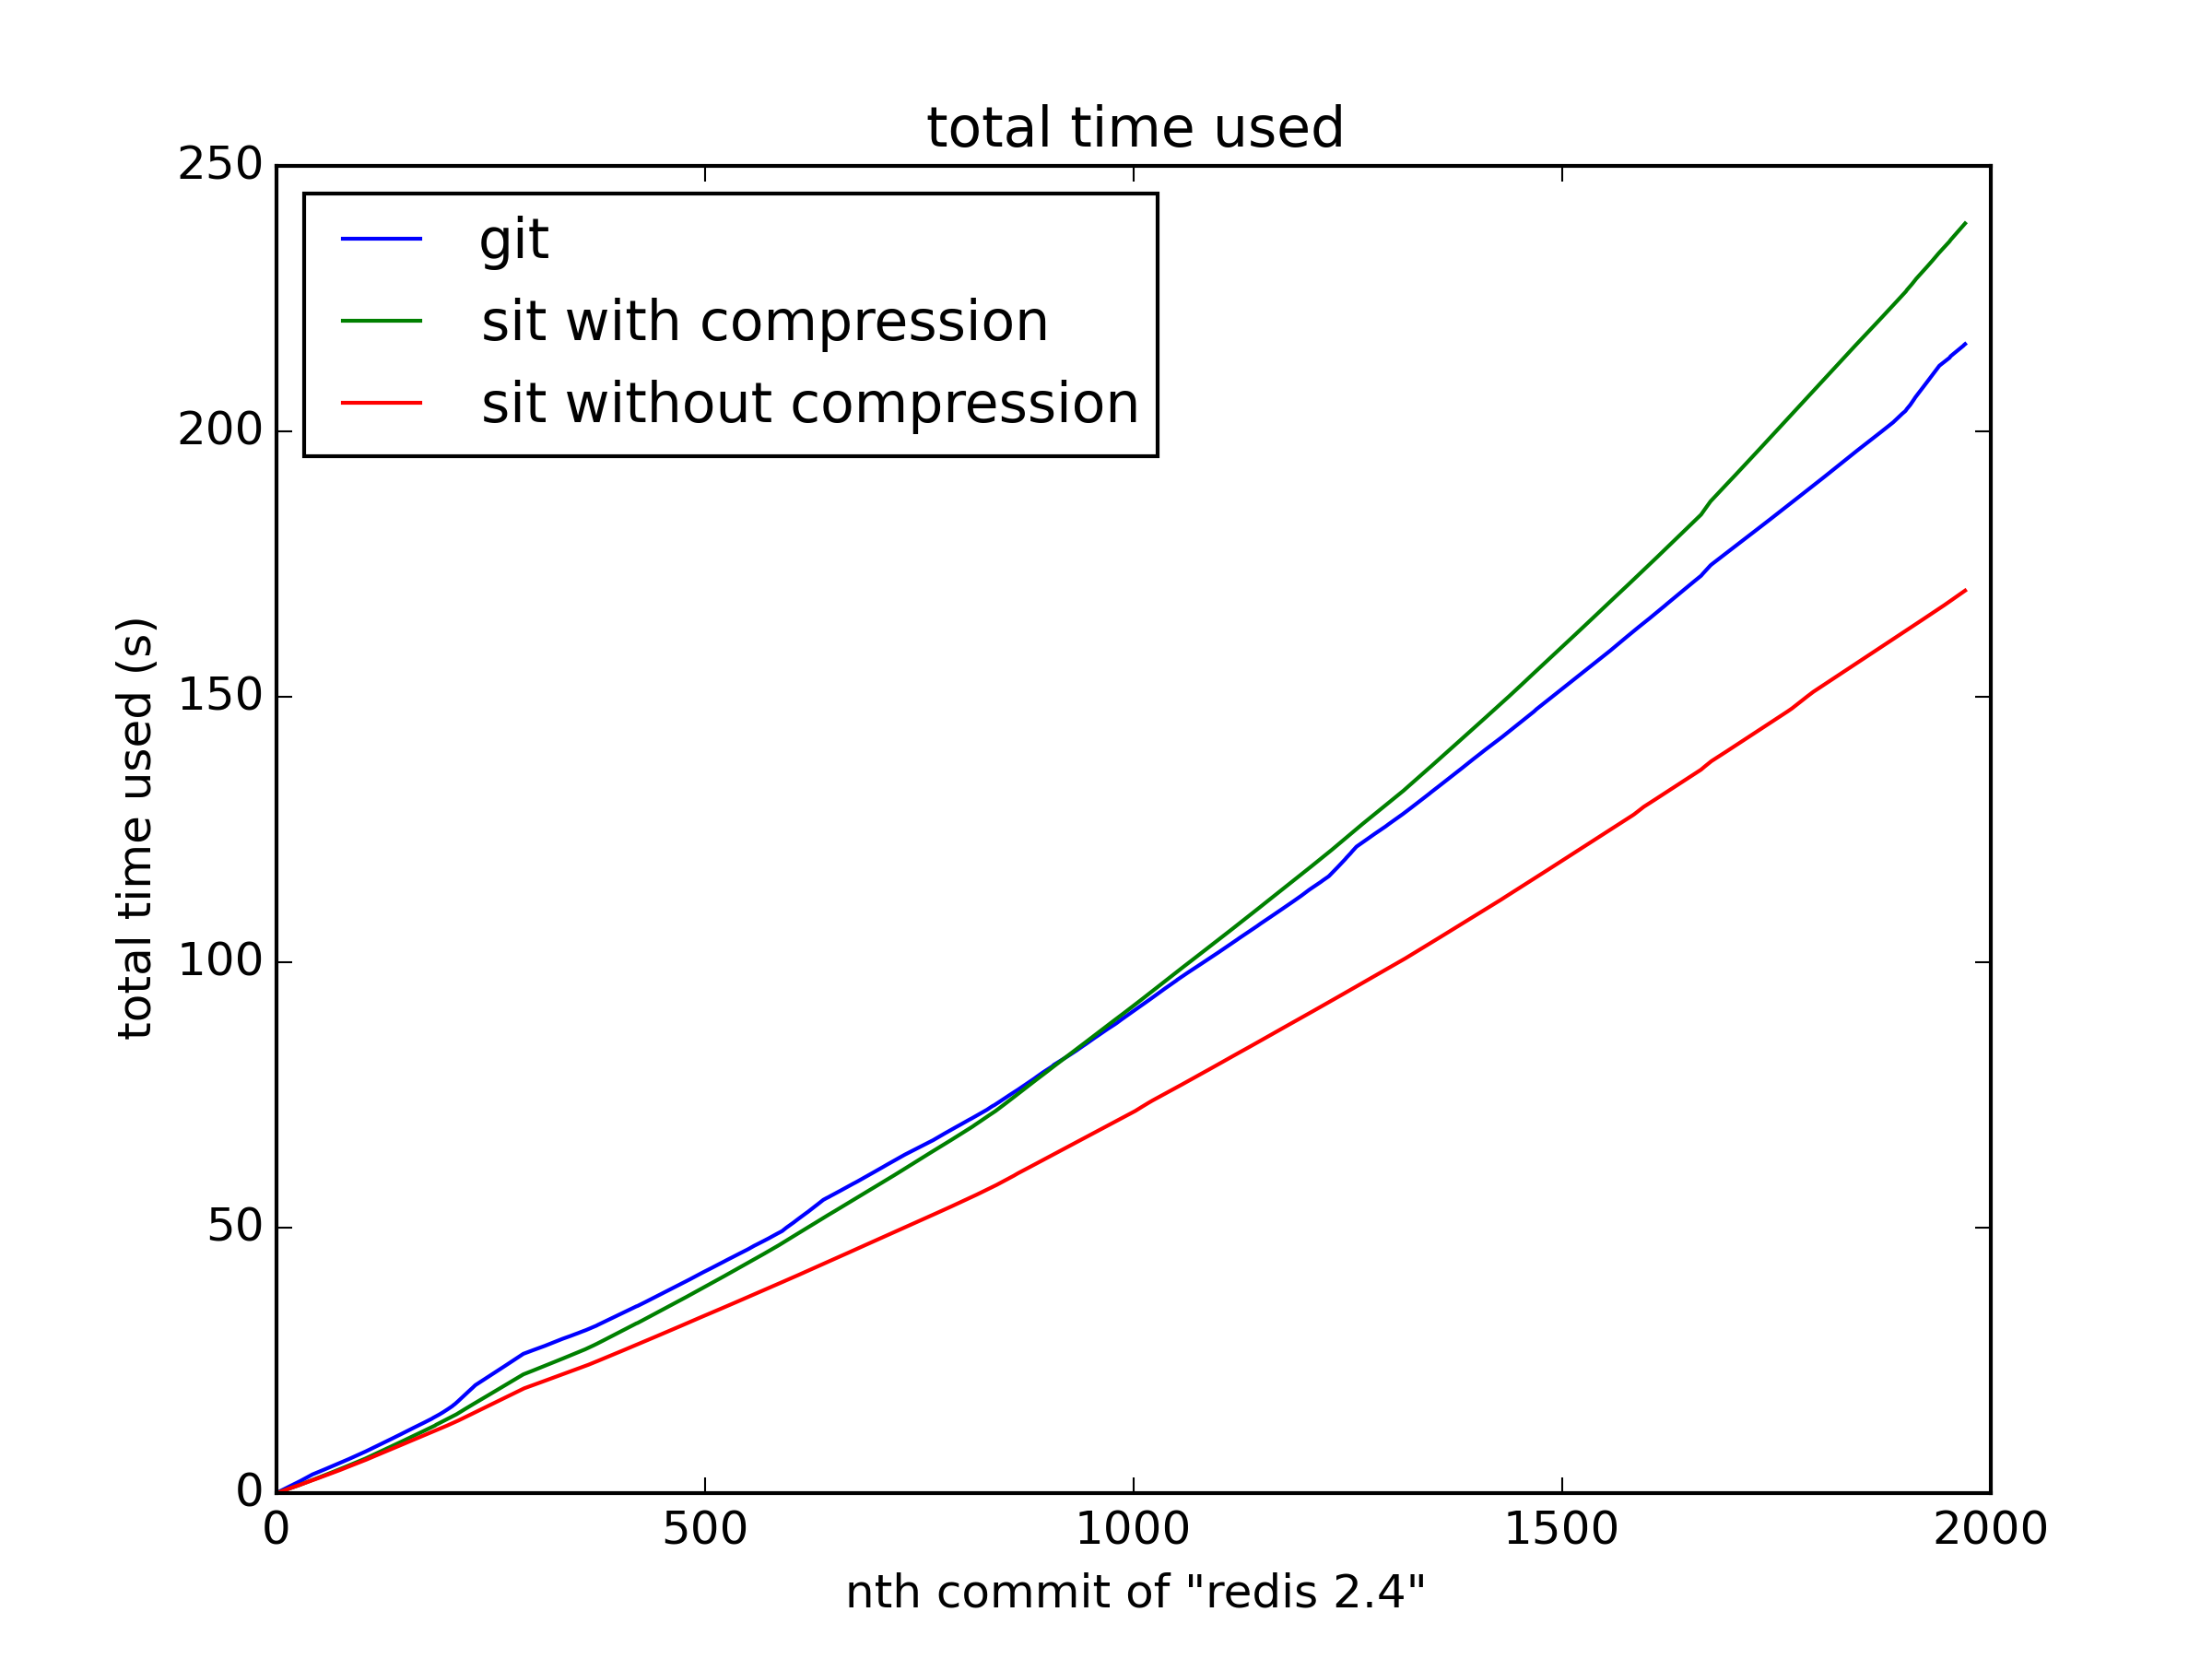 total time used
250
200
150
100
50
0
git
sit with compression
sit without compression
total time used (s)
0 500 1000 1500 2000
nth commit of "redis 2.4"